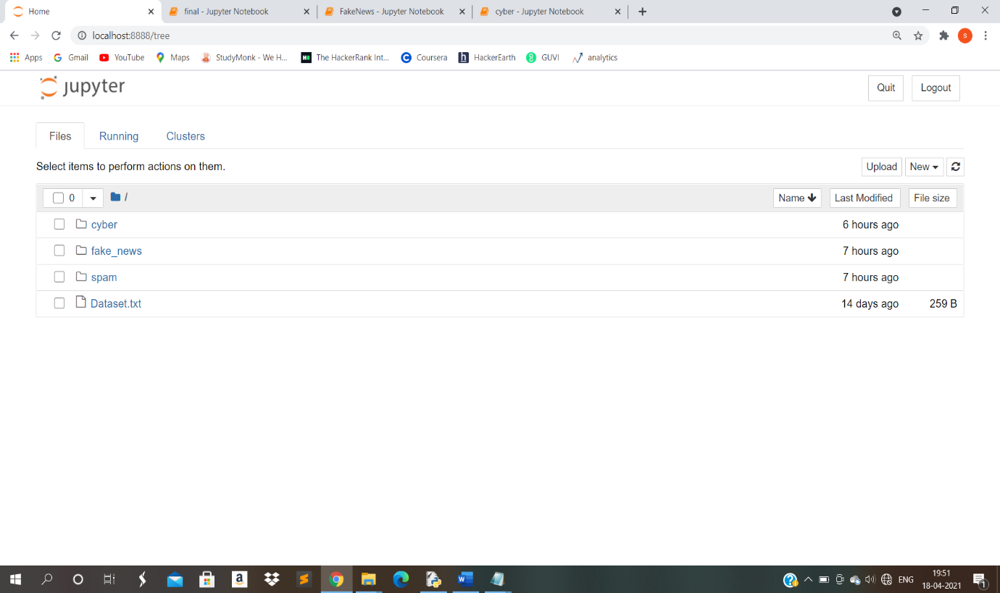 Home
final - Jupyter Notebook
FakeNews - Jupyter Notebook
cyber - Jupyter Notebook
localhost:8888/tree
S
Apps
Gmail
YouTube
Maps
StudyMonk - We H...
The HackerRank Int...
Coursera
HackerEarth
GUVI
analytics
jupyter
Quit
Logout
Files
Running
Clusters
Select items to perform actions on them.
Upload
New
0
/
Name
Last Modified
File size
cyber
6 hours ago
fake_news
7 hours ago
spam
7 hours ago
Dataset.txt
14 days ago
259 B
ENG
19:51
18-04-2021
1